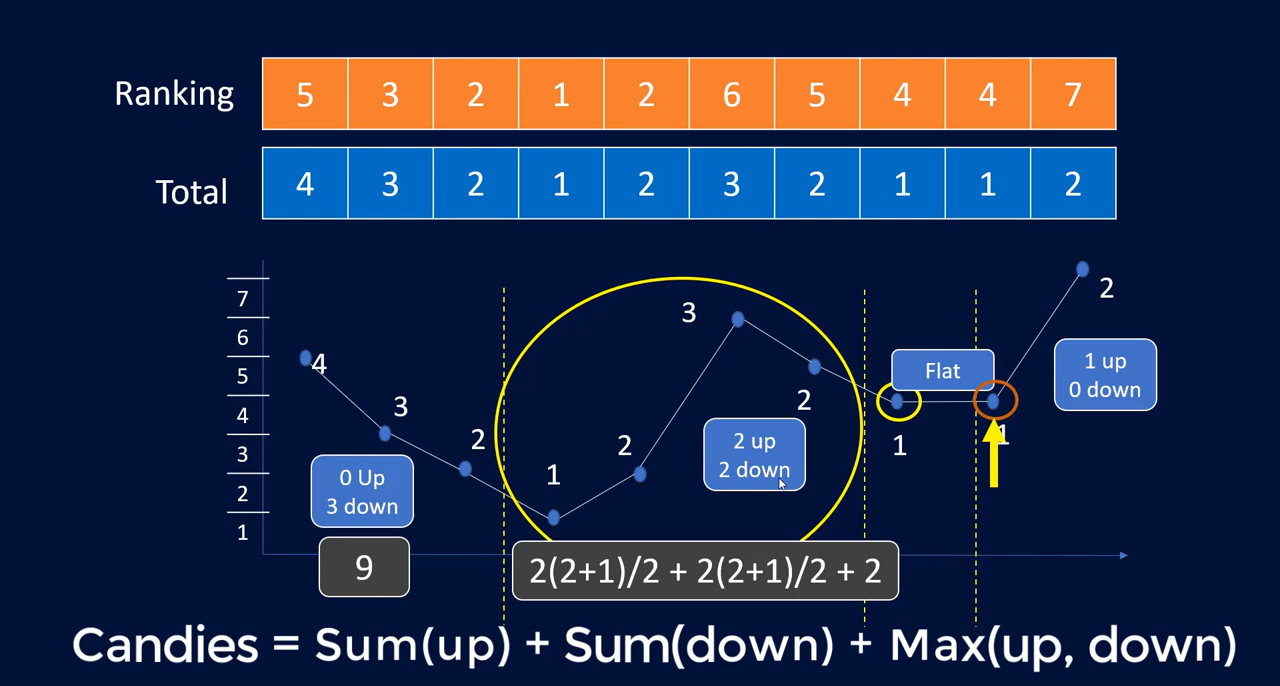 Ranking 5 3 2 1 2 6 5 4 4 7
Total 4 3 2 1 2 3 2 1 1 2
7
6
5
4
3
2
1
4
3
2
1
2
3
2
1
1
2
0 Up
3 down
2 up
2 down
Flat
1 up
0 down
9
2(2+1)/2 + 2(2+1)/2 + 2
Candies = Sum(up) + Sum(down) + Max(up, down)